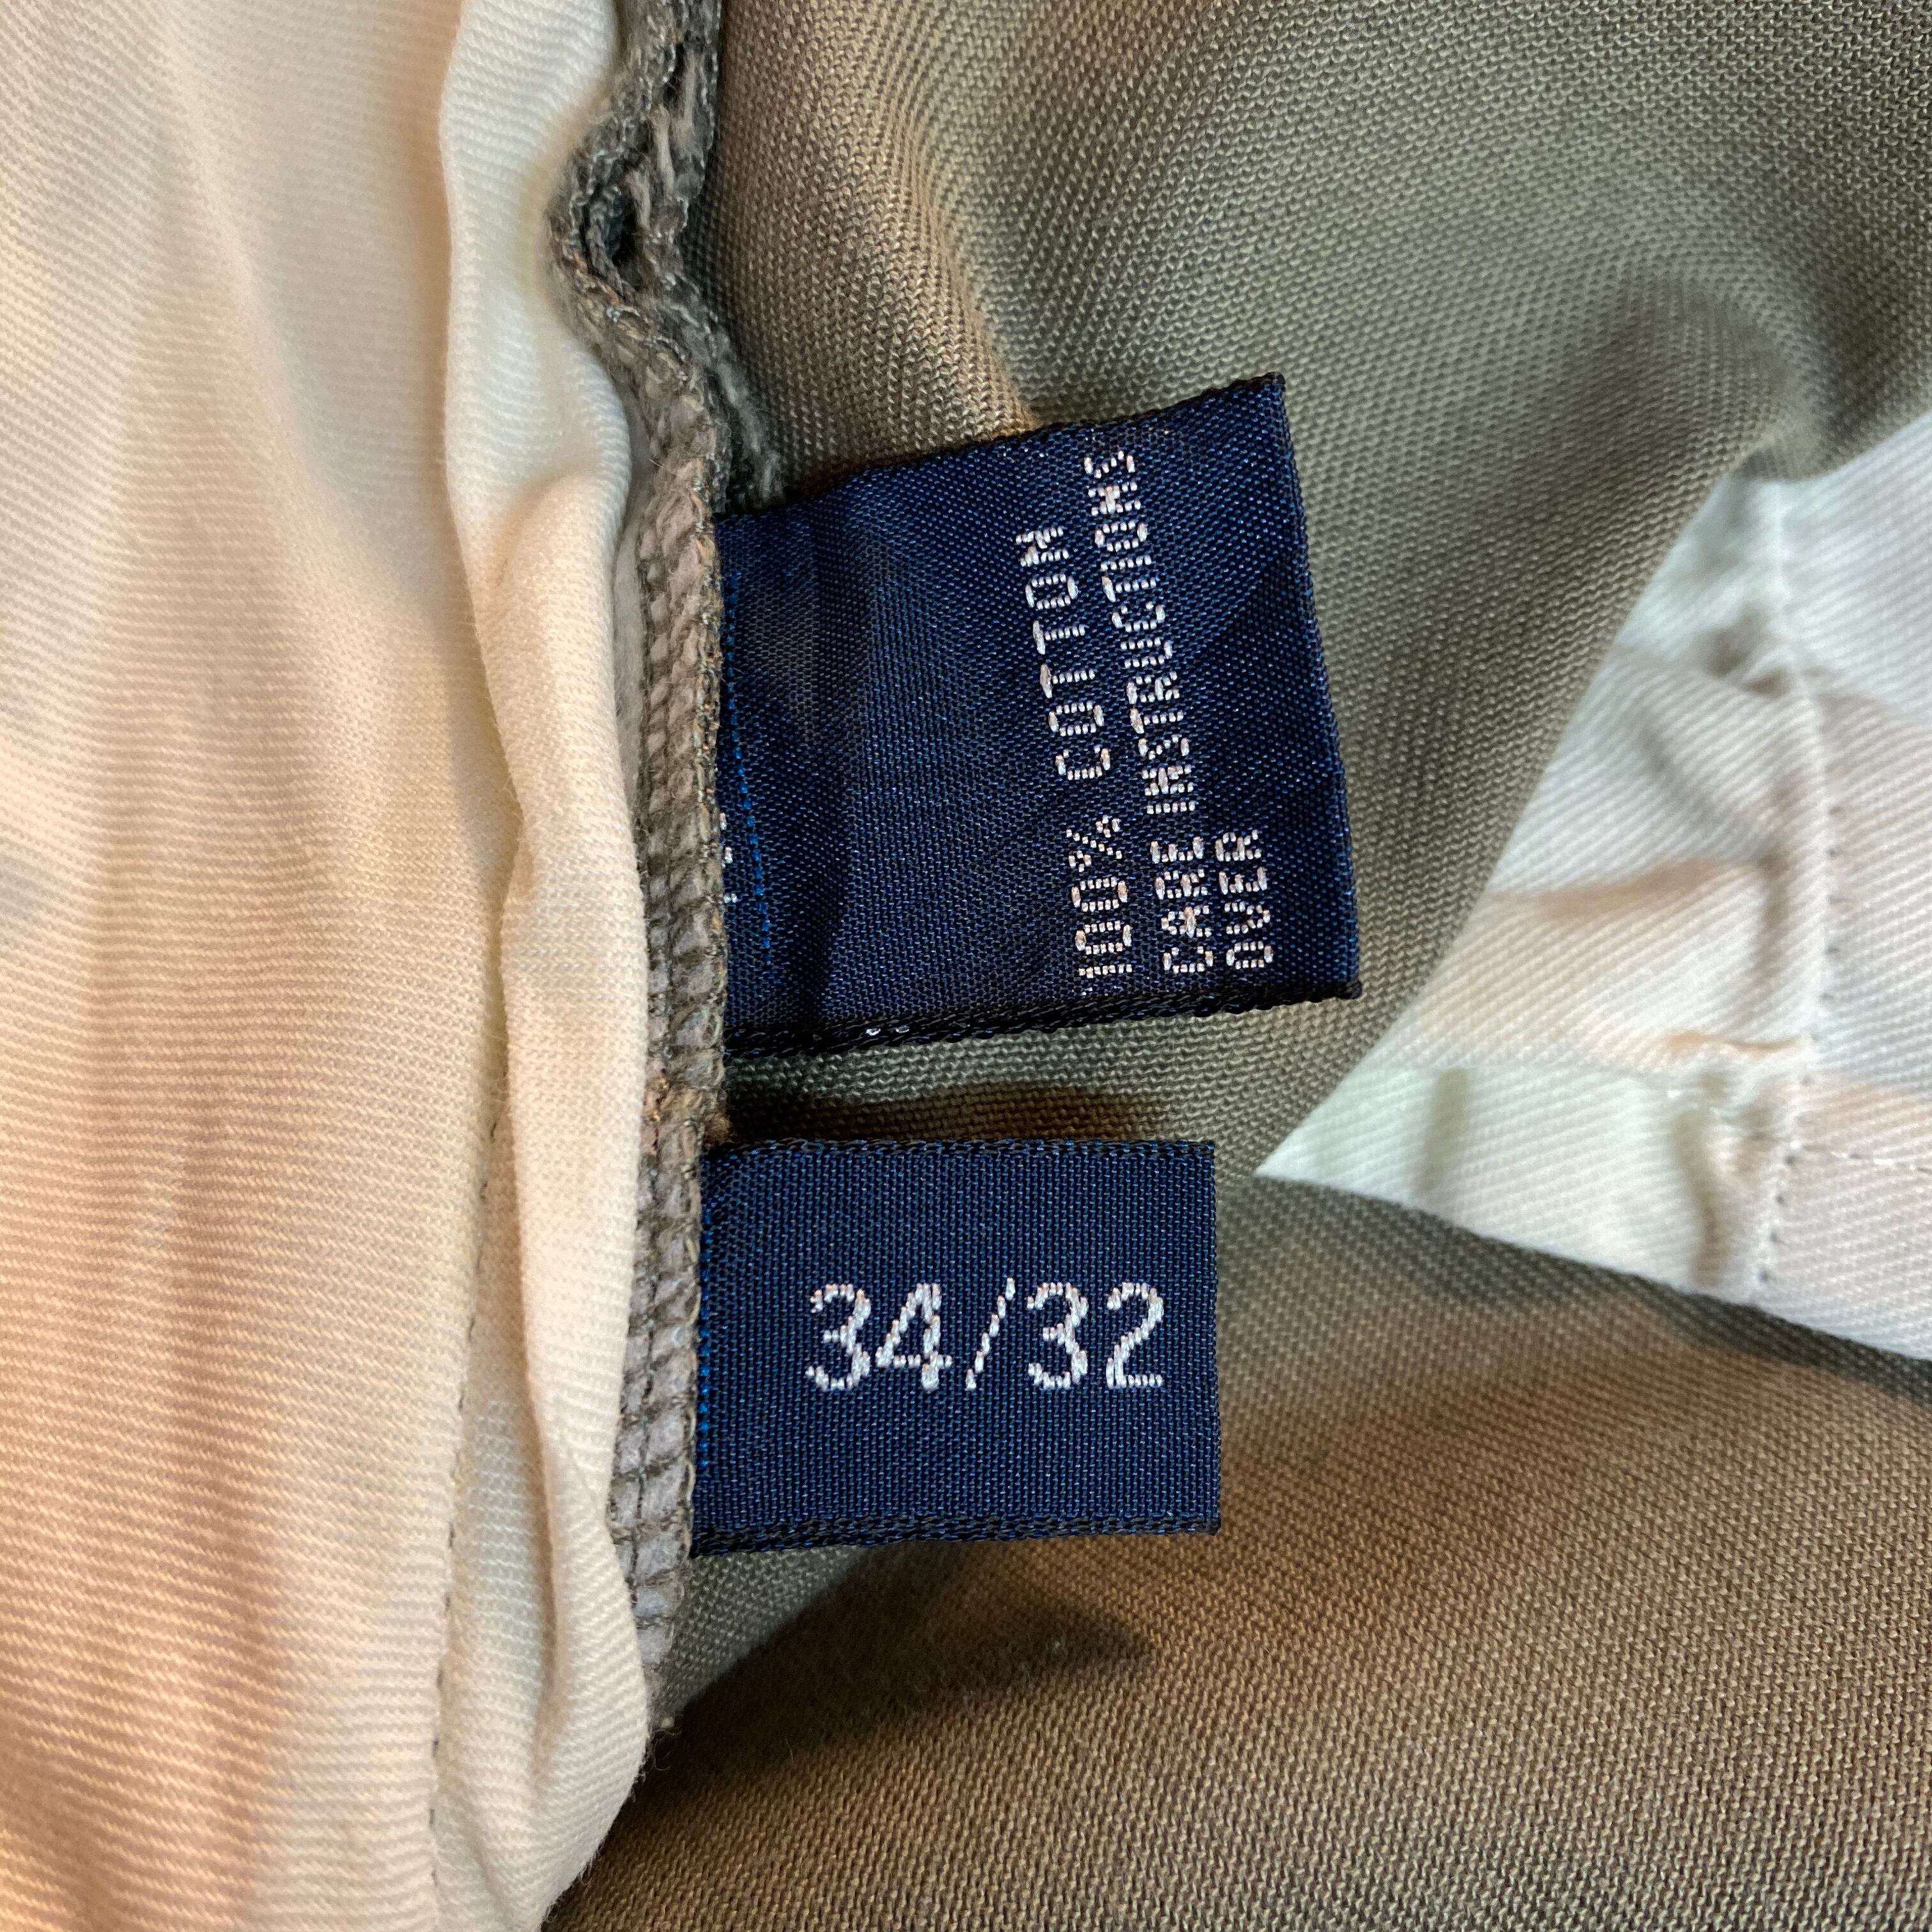 100% COTTON
CARE INSTRUCTIONS
OVER
34/32